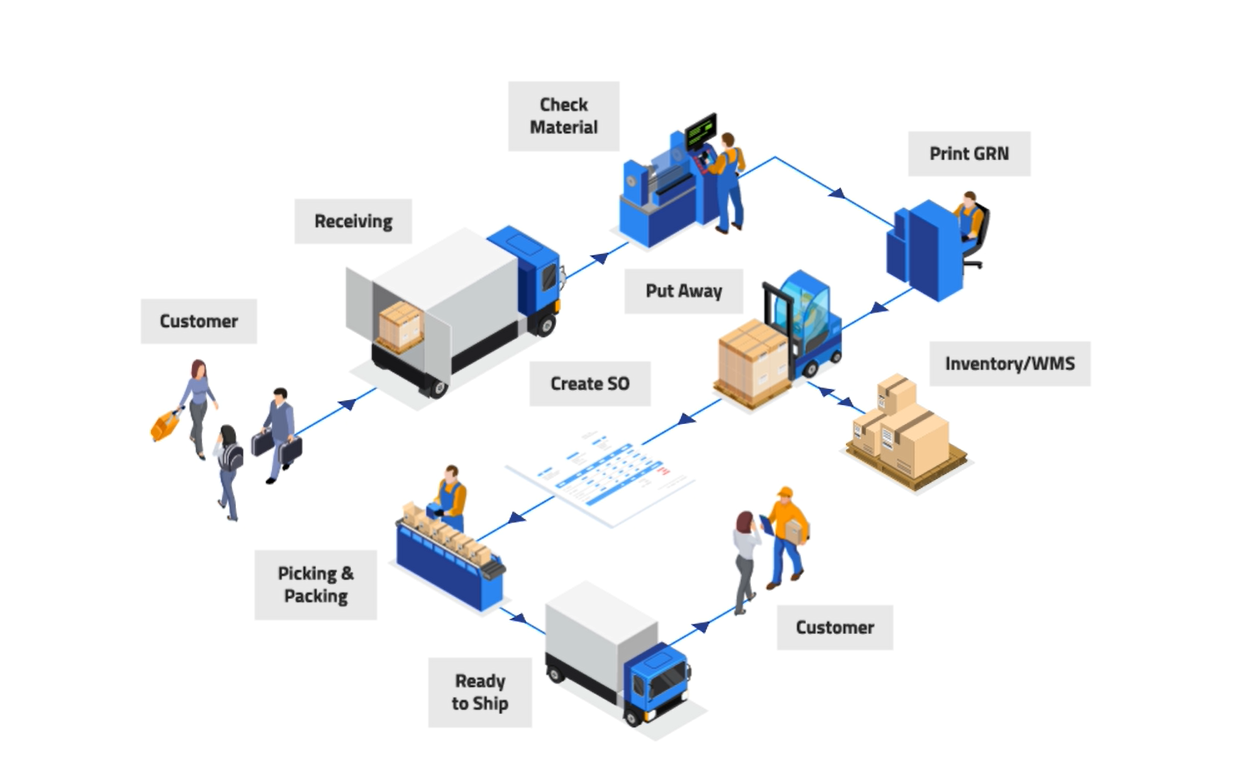 Check
Material
Print GRN
Receiving
Put Away
Customer
Create SO
Inventory/WMS
Picking &
Packing
Customer
Ready
to Ship